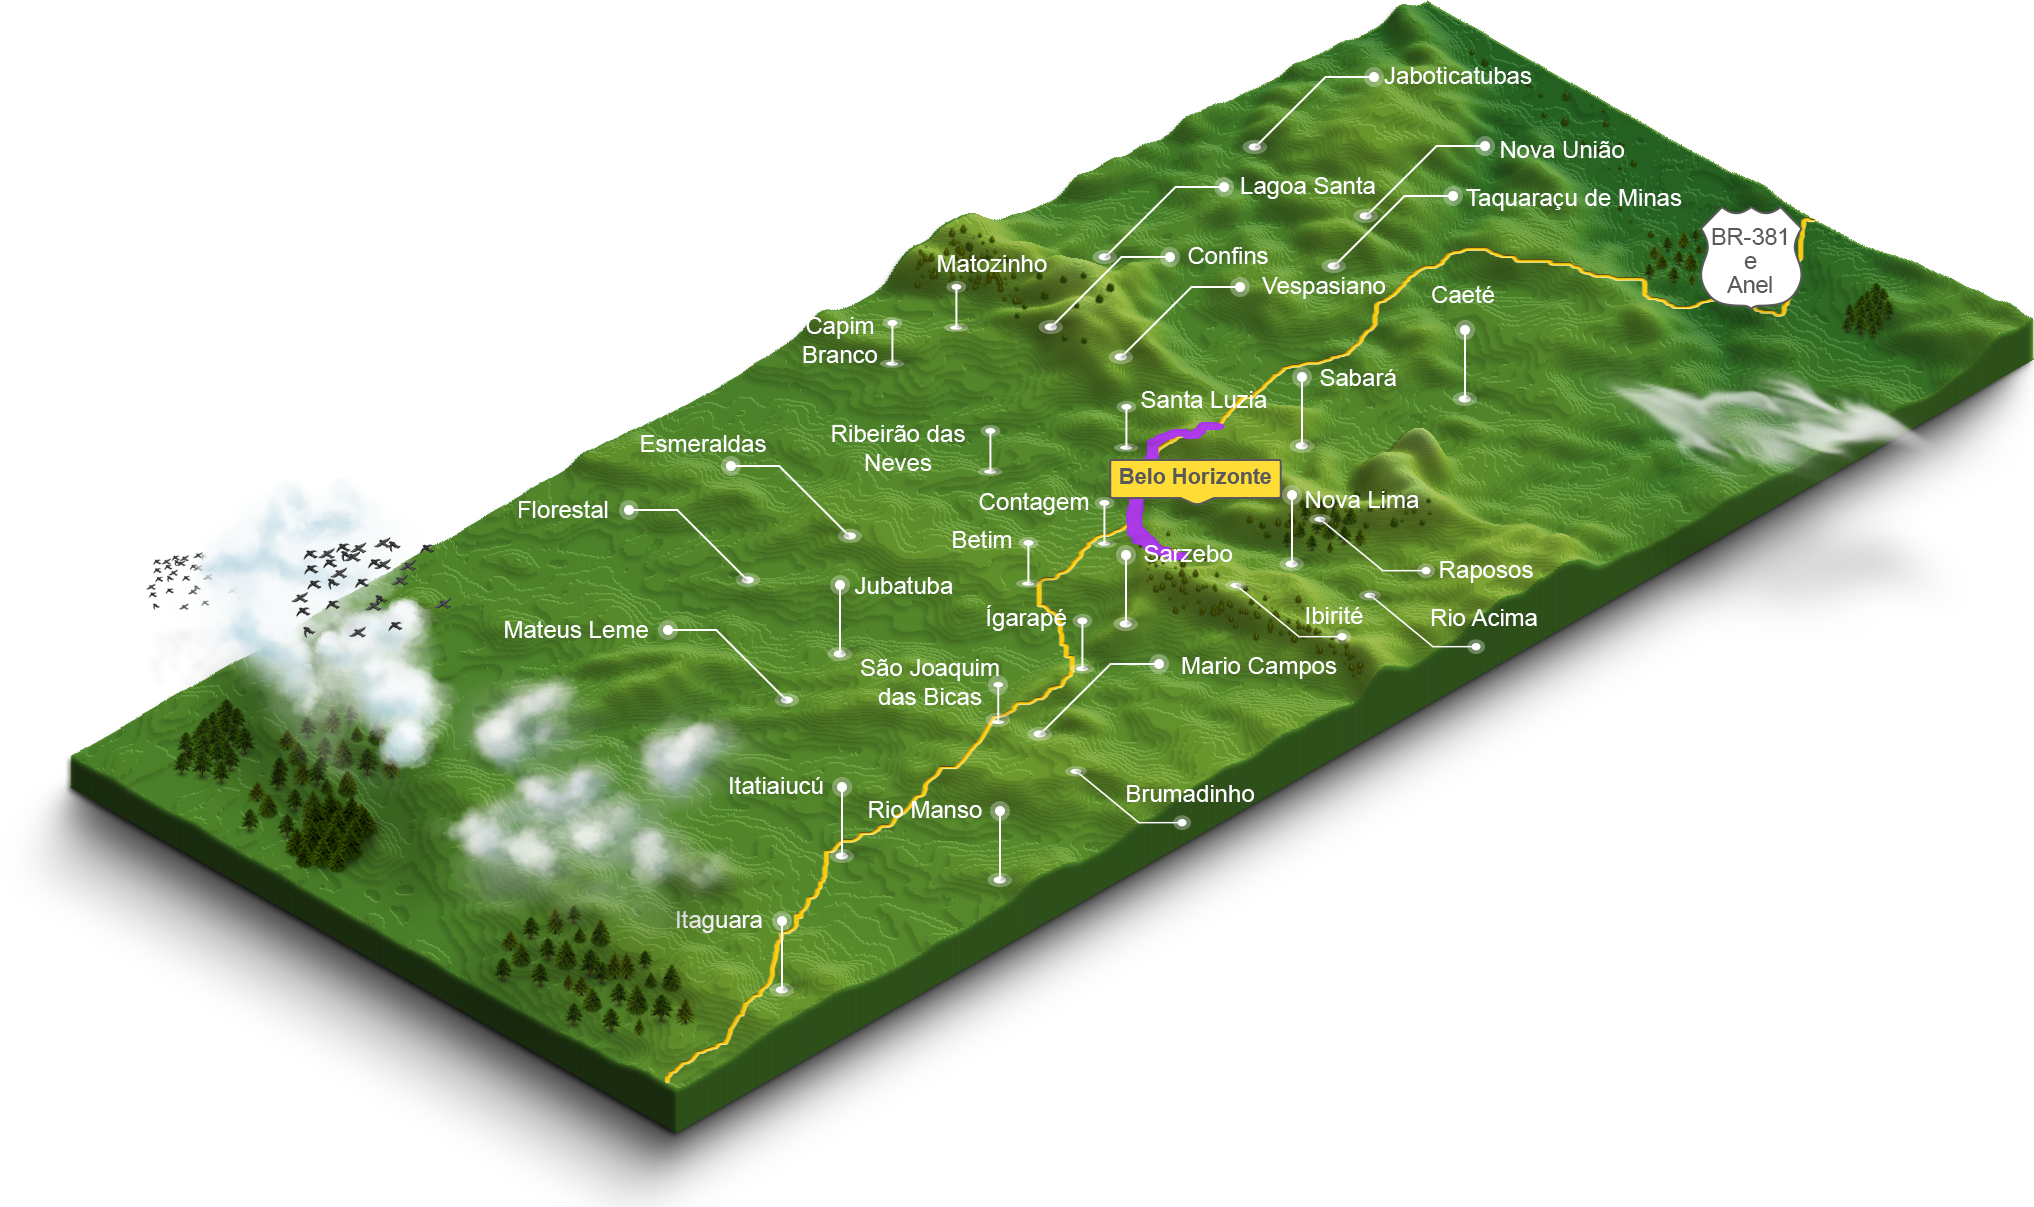 Jaboticatubas
Nova União
Lagoa Santa
Taquaraçu de Minas
BR-381
e
Anel
Confins
Matozinho
Vespasiano
Caeté
Capim
Branco
Sabará
Santa Luzia
Ribeirão das
Neves
Esmeraldas
Belo Horizonte
Contagem
Nova Lima
Florestal
Betim
Sarzebo
Raposos
Jubatuba
Ibirité
Rio Acima
Ígarapé
Mateus Leme
São Joaquim
das Bicas
Mario Campos
Itatiaiucú
Brumadinho
Rio Manso
Itaguara